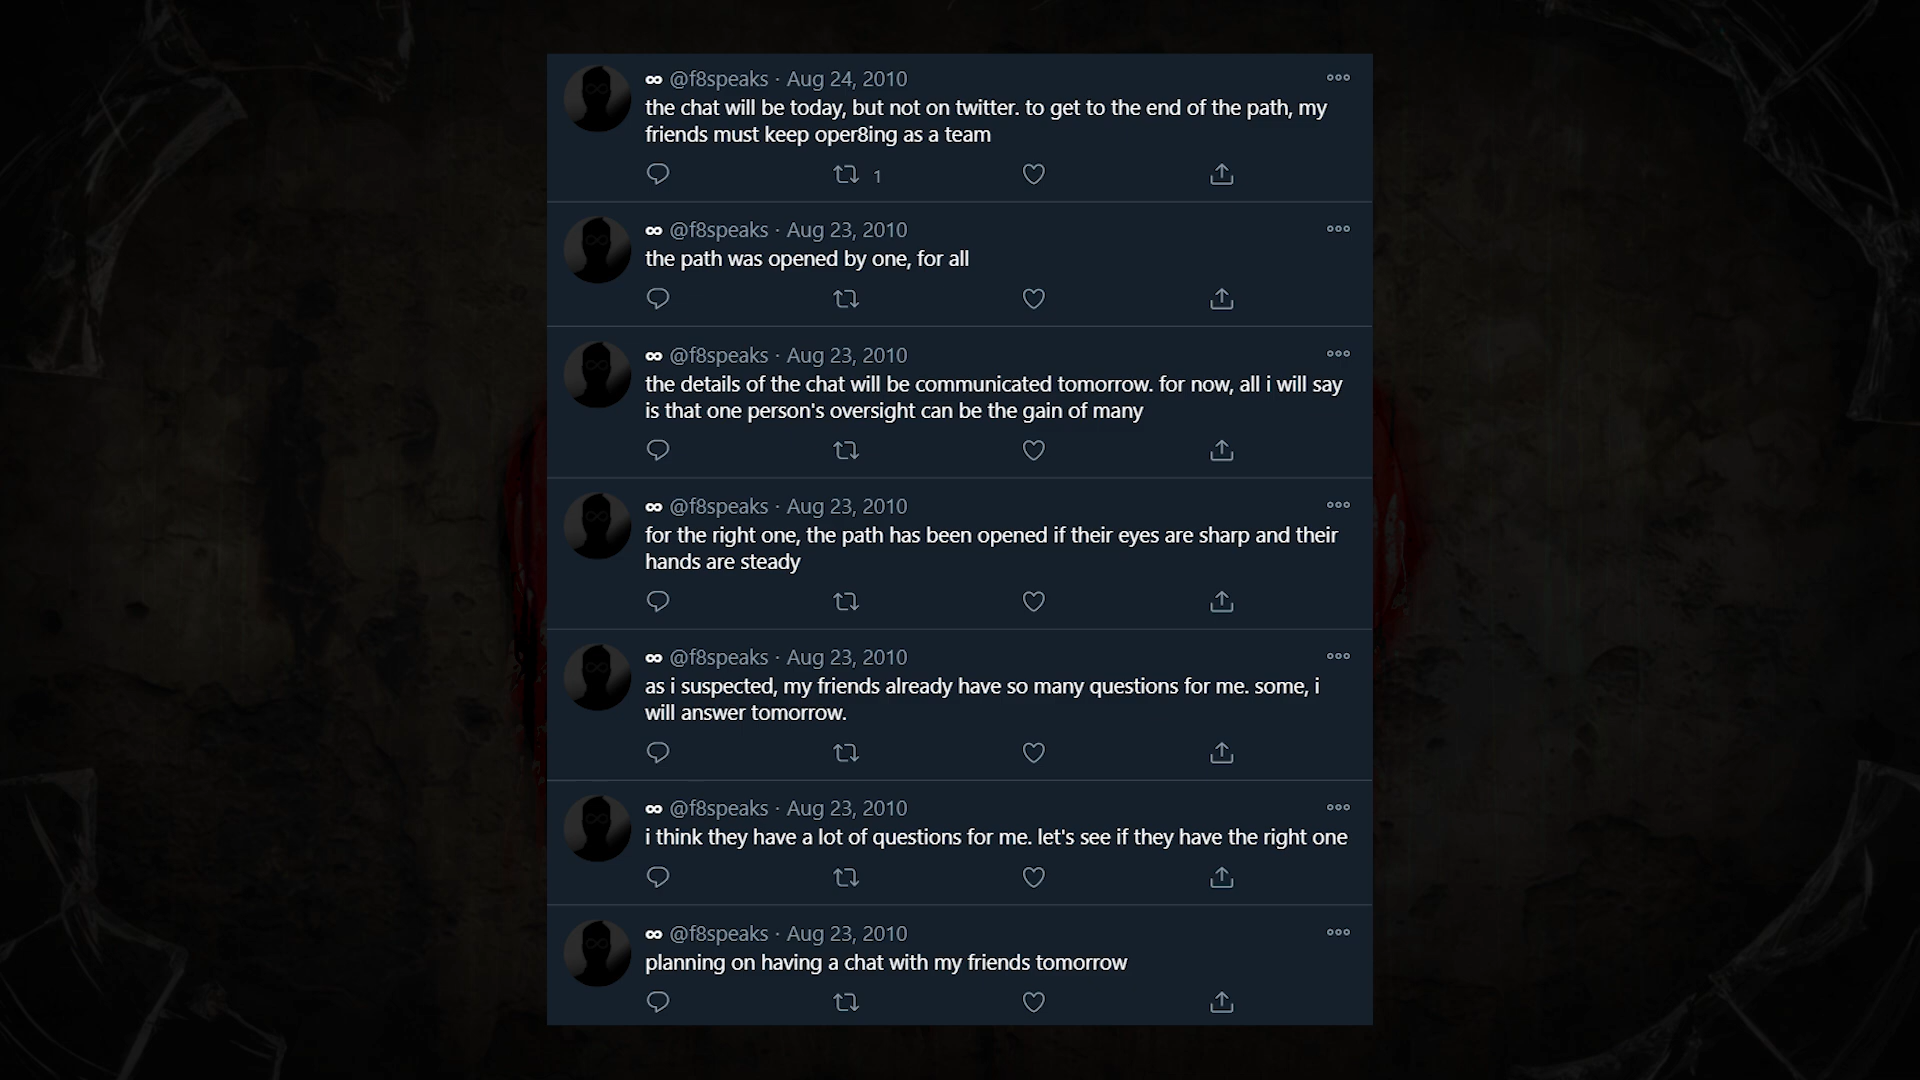 ∞ @f8speaks · Aug 24, 2010
the chat will be today, but not on twitter. to get to the end of the path, my
friends must keep oper8ing as a team
1
∞ @f8speaks · Aug 23, 2010
the path was opened by one, for all
∞ @f8speaks · Aug 23, 2010
the details of the chat will be communicated tomorrow. for now, all i will say
is that one person's oversight can be the gain of many
∞ @f8speaks · Aug 23, 2010
for the right one, the path has been opened if their eyes are sharp and their
hands are steady
∞ @f8speaks · Aug 23, 2010
as i suspected, my friends already have so many questions for me. some, i
will answer tomorrow.
∞ @f8speaks · Aug 23, 2010
i think they have a lot of questions for me. let's see if they have the right one
∞ @f8speaks · Aug 23, 2010
planning on having a chat with my friends tomorrow